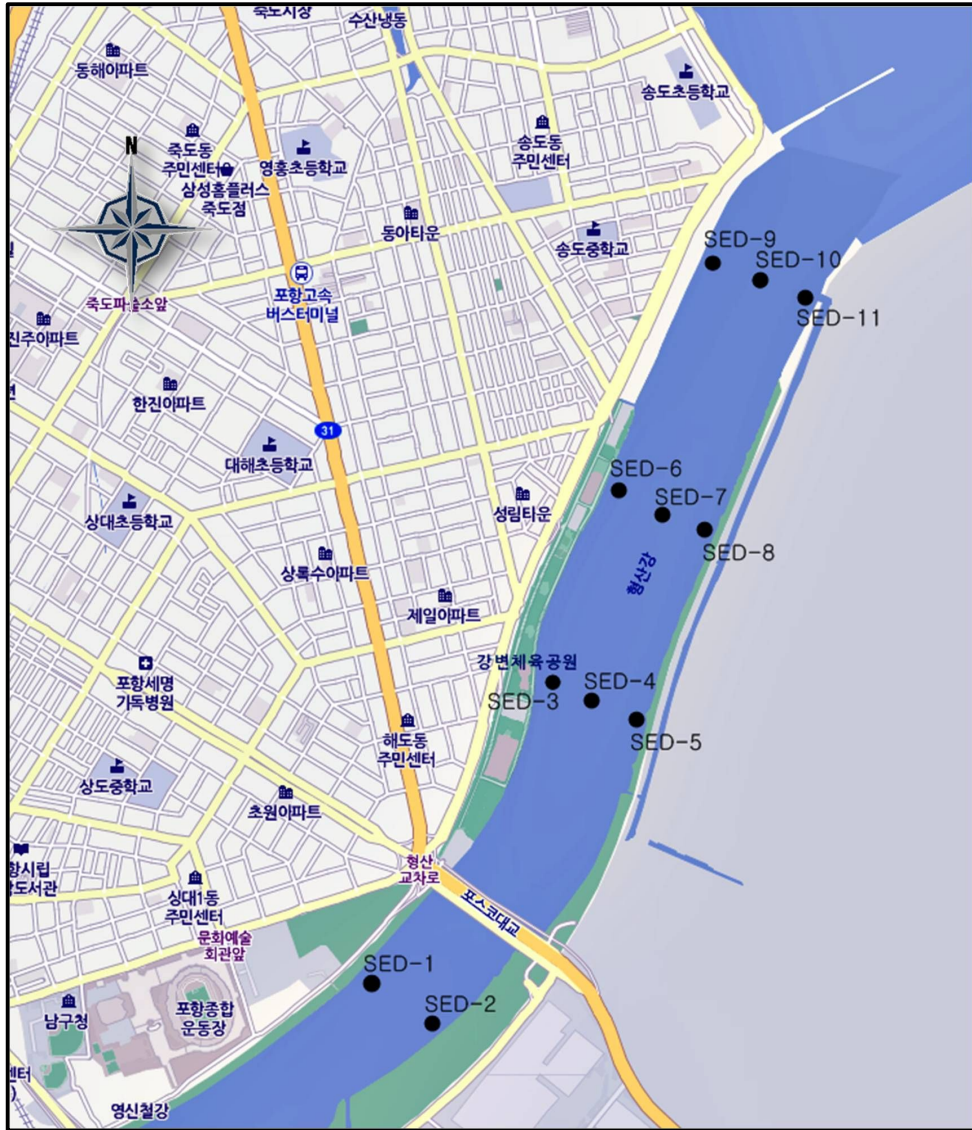 죽도시장
수산냉동
동해아파트
송도초등학교
N
죽도동
주민센터
영흥초등학교
송도동
주민센터
삼성홈플러스
죽도점
동아타운
송도중학교
SED-9
SED-10
포항고속
버스터미널
죽도파출소앞
SED-11
진주아파트
한진아파트
31
대해초등학교
SED-6
SED-7
성림타운
상대초등학교
SED-8
상록수아파트
형산강
제일아파트
강변체육공원
포항세명
기독병원
SED-4
SED-3
해도동
주민센터
SED-5
상도중학교
초원아파트
형산
교차로
상대1동
주민센터
포스코대교
문화예술
회관앞
SED-1
포항종합
운동장
SED-2
남구청
영신철강